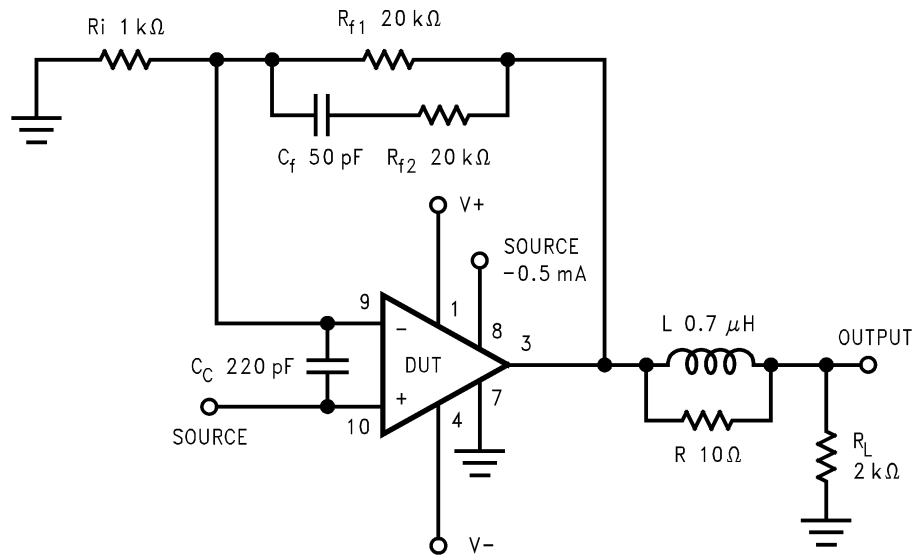 Ri 1 kΩ
Rf1 20 kΩ
Cf 50 pF
Rf2 20 kΩ
V+
SOURCE
−0.5 mA
9
1
8
3
L 0.7 µH
OUTPUT
CC 220 pF
−
DUT
+
10
4
7
SOURCE
R 10Ω
RL
2 kΩ
V−